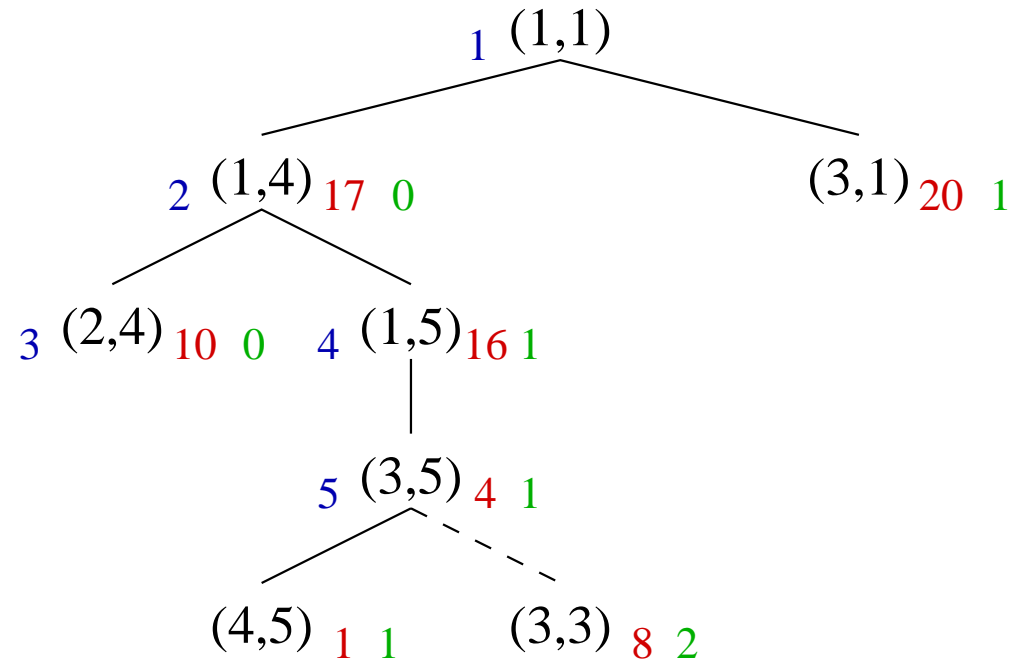 1 (1,1)
2 (1,4) 17 0 (3,1) 20 1
3 (2,4) 10 0 4 (1,5) 16 1
5 (3,5) 4 1
(4,5) 1 1 (3,3) 8 2